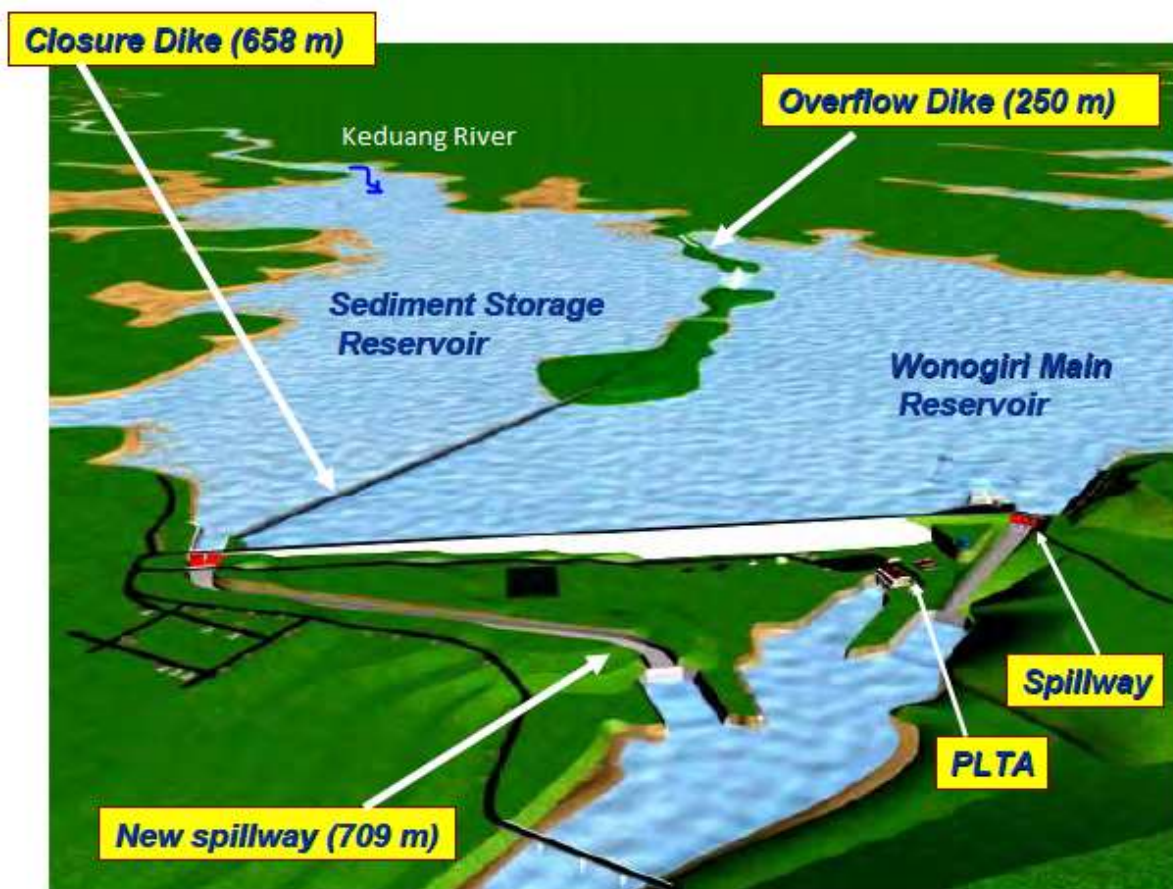 Closure Dike (658 m)
Overflow Dike (250 m)
Keduang River
Sediment Storage
Reservoir
Wonogiri Main
Reservoir
Spillway
PLTA
New spillway (709 m)